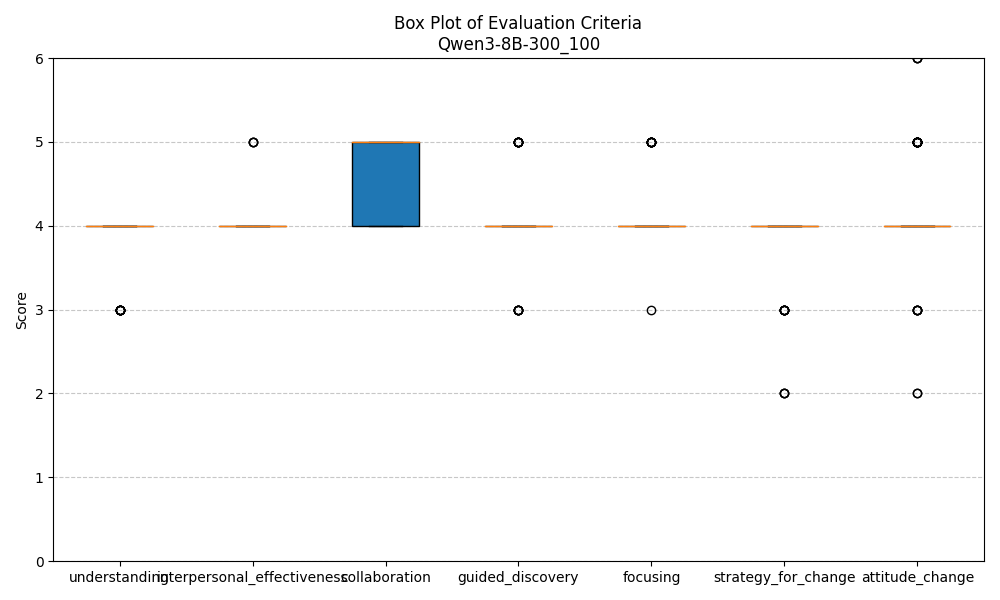 Box Plot of Evaluation Criteria
Qwen3-8B-300_100
Score
6
5
4
3
2
1
0
understanding interpersonal_effectiveness collaboration guided_discovery focusing strategy_for_change attitude_change